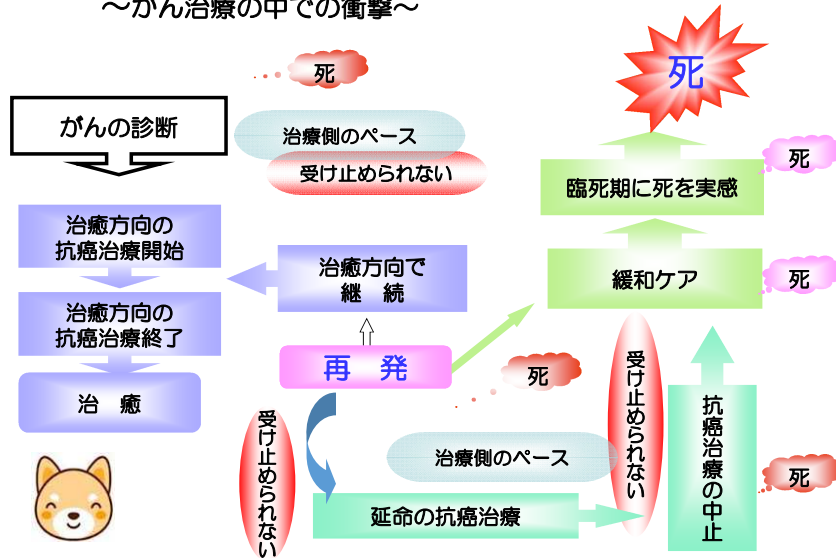 ～がん治療の中での衝撃～
死
死
がんの診断
治療側のペース
受け止められない
死
臨死期に死を実感
治癒方向の
抗癌治療開始
治癒方向で
継　続
緩和ケア
死
治癒方向の
抗癌治療終了
再　発
治　癒
死
受け止められない
抗癌治療の中止
受け止められない
治療側のペース
死
延命の抗癌治療